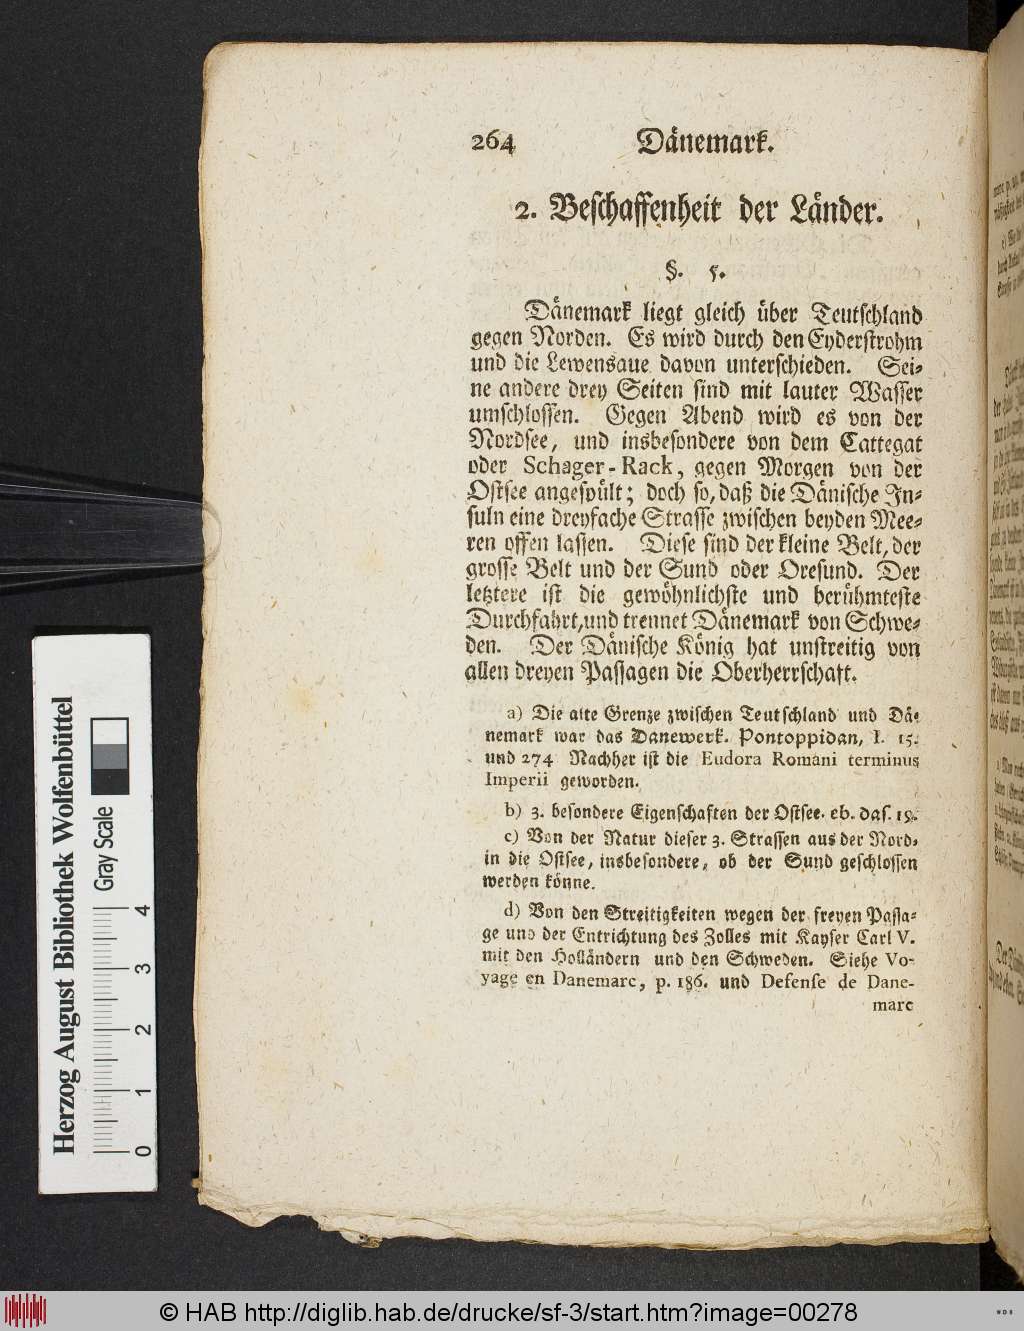 264 Dänemark.
2. Beschaffenheit der Länder.
§. 5.
Dänemark liegt gleich über Teutschland
gegen Norden. Es wird durch den Eyderstrohm
und die Lewensaue davon unterschieden. Sei-
ne andere drey Seiten sind mit lauter Wasser
umschlossen. Gegen Abend wird es von der
Nordsee, und insbesondere von dem Cattegat
oder Schager-Rack, gegen Morgen von der
Ostsee angespült; doch so, daß die Dänische In-
suln eine dreyfache Strasse zwischen beyden Mee-
ren offen lassen. Diese sind der kleine Belt, der
grosse Belt und der Sund oder Oresund. Der
letztere ist die gewöhnlichste und berühmteste
Durchfahrt, und trennet Dänemark von Schwe-
den. Der Dänische König hat unstreitig von
allen dreyen Passagen die Oberherrschaft.
a) Die alte Grenze zwischen Teutschland und Dä-
nemark war das Danewerk. Pontoppidan, I. 15.
und 274 Nachher ist die Eudora Romani terminus
Imperii geworden.
b) 3. besondere Eigenschaften der Ostsee. eb. das. 19.
c) Von der Natur dieser 3. Strassen aus der Nord-
in die Ostsee, insbesondere, ob der Sund geschlossen
werden könne.
d) Von den Streitigkeiten wegen der freyen Passa-
ge und der Entrichtung des Zolles mit Kayser Carl V.
mit den Holländern und den Schweden. Siehe Vo-
yage en Danemarc, p. 186. und Defense de Dane-
marc
Herzog August Bibliothek Wolfenbüttel
Gray Scale
0 1 2 3 4
© HAB http://diglib.hab.de/drucke/sf-3/start.htm?image=00278